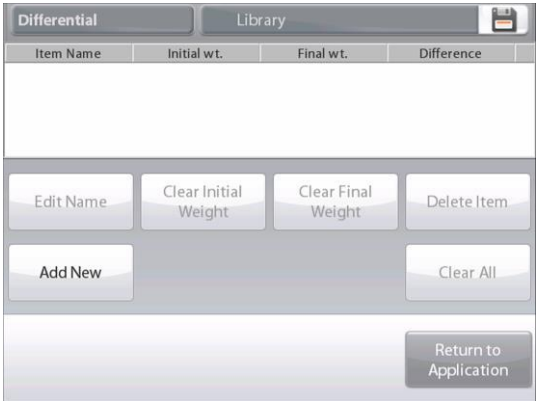 Differential Library
Item Name Initial wt. Final wt. Difference
Edit Name Clear Initial Weight Clear Final Weight Delete Item
Add New Clear All
Return to Application